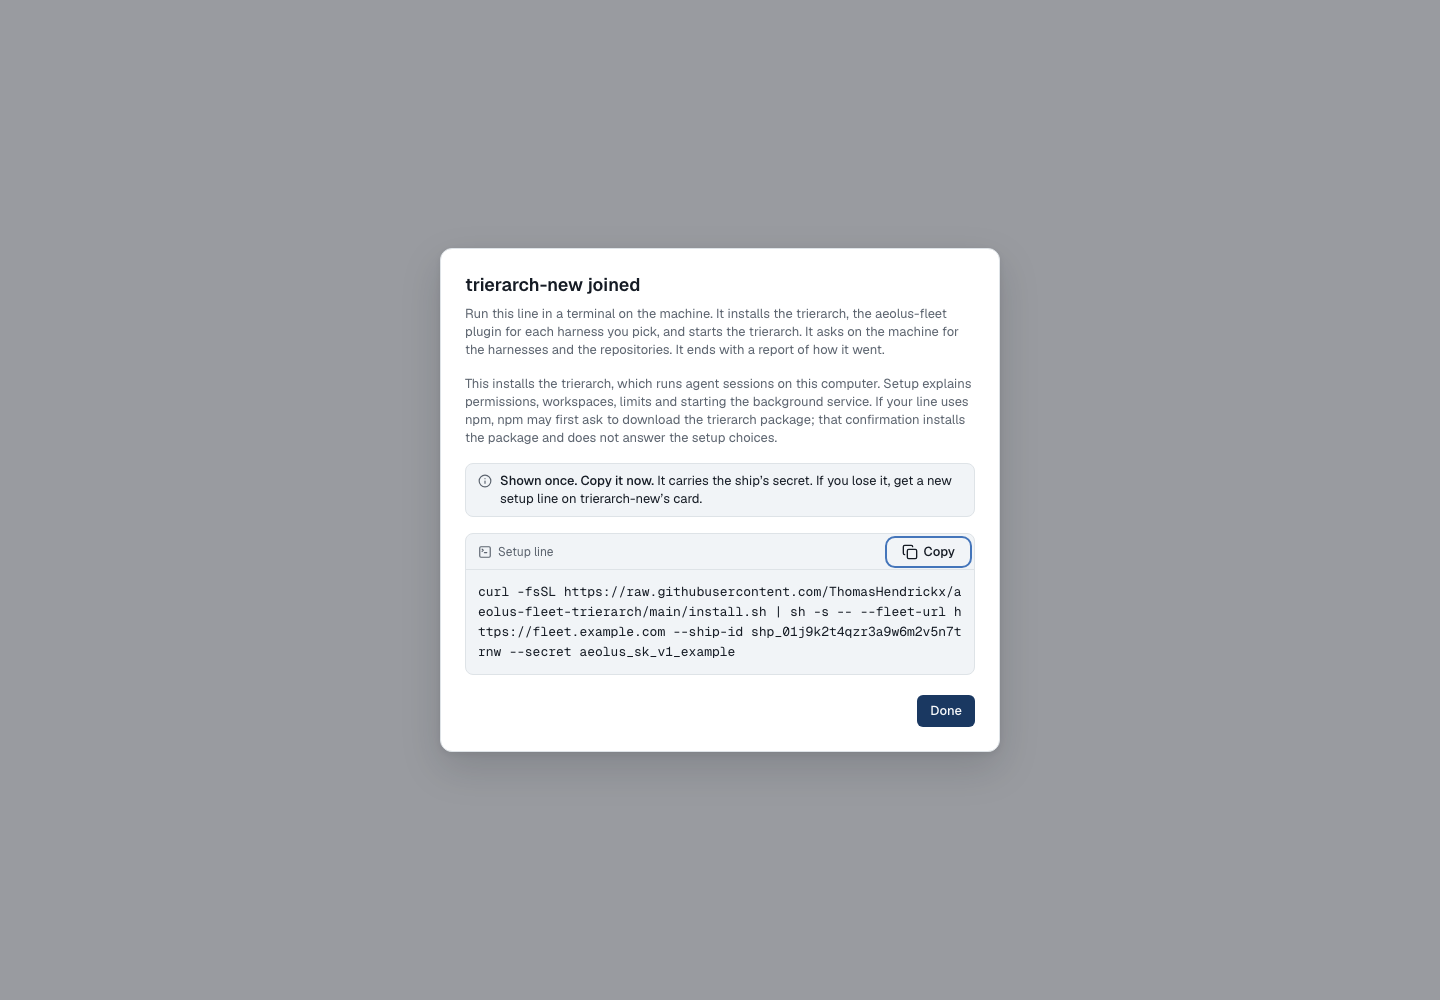 trierarch-new joined
Run this line in a terminal on the machine. It installs the trierarch, the aeolus-fleet
plugin for each harness you pick, and starts the trierarch. It asks on the machine for
the harnesses and the repositories. It ends with a report of how it went.
This installs the trierarch, which runs agent sessions on this computer. Setup explains
permissions, workspaces, limits and starting the background service. If your line uses
npm, npm may first ask to download the trierarch package; that confirmation installs
the package and does not answer the setup choices.
Shown once. Copy it now. It carries the ship’s secret. If you lose it, get a new
setup line on trierarch-new’s card.
Setup line
Copy
curl -fsSL https://raw.githubusercontent.com/ThomasHendrickx/a
eolus-fleet-trierarch/main/install.sh | sh -s -- --fleet-url h
ttps://fleet.example.com --ship-id shp_01j9k2t4qzr3a9w6m2v5n7t
rnw --secret aeolus_sk_v1_example
Done